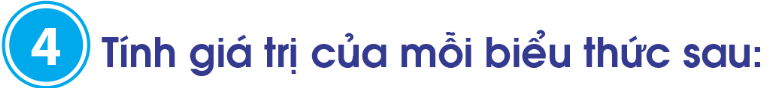 4 Tính giá trị của mỗi biểu thức sau: